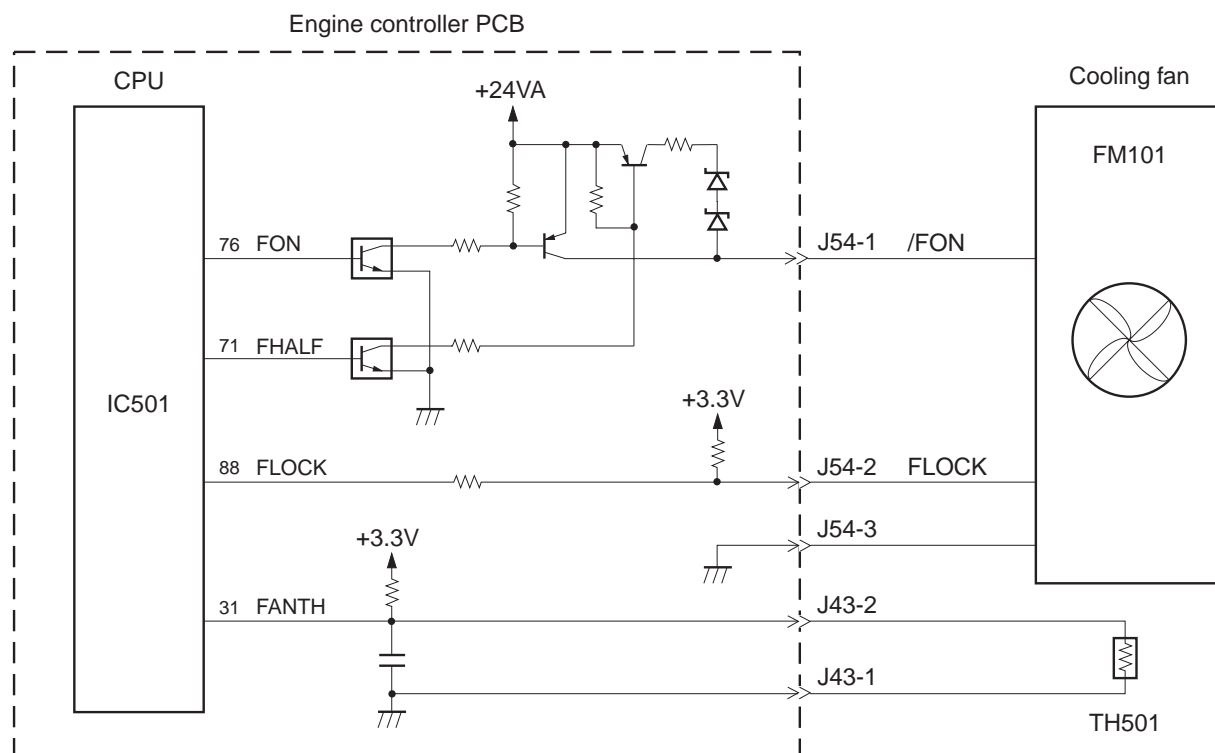 Engine controller PCB
CPU
Cooling fan
+24VA
FM101
76 FON
J54-1 /FON
71 FHALF
IC501
+3.3V
88 FLOCK
J54-2 FLOCK
J54-3
+3.3V
31 FANTH
J43-2
J43-1
TH501